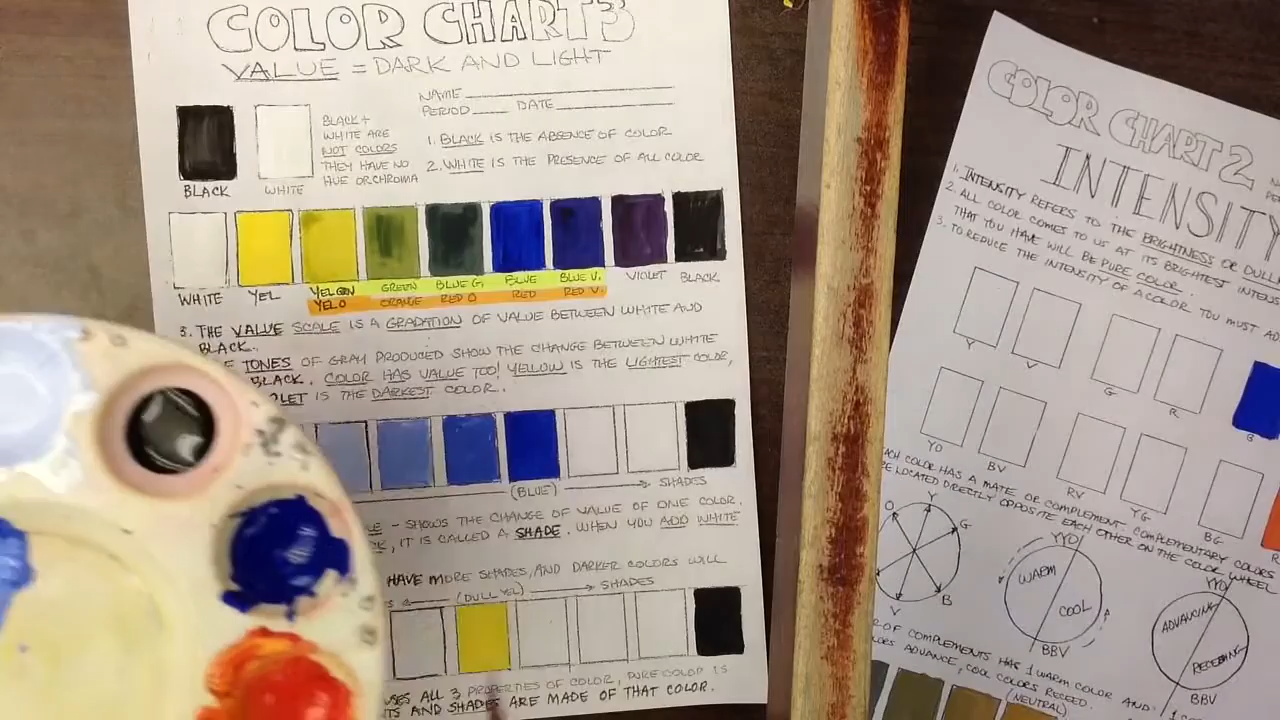 COLOR CHART 3
VALUE = DARK AND LIGHT
NAME
PERIOD DATE
BLACK +
WHITE ARE
NOT COLORS
THEY HAVE NO
HUE OR CHROMA
1. BLACK IS THE ABSENCE OF COLOR
2. WHITE IS THE PRESENCE OF ALL COLOR
BLACK WHITE
WHITE YEL YEL GRN GREEN BLUE G. BLUE BLUE V. VIOLET BLACK
YEL O ORANGE RED O RED RED V.
3. THE VALUE SCALE IS A GRADATION OF VALUE BETWEEN WHITE AND
BLACK.
TONES OF GRAY PRODUCED SHOW THE CHANGE BETWEEN WHITE
BLACK. COLOR HAS VALUE TOO! YELLOW IS THE LIGHTEST COLOR,
IS THE DARKEST COLOR.
(BLUE) SHADES
- SHOWS THE CHANGE OF VALUE OF ONE COLOR.
, IT IS CALLED A SHADE. WHEN YOU ADD WHITE
HAVE MORE SHADES, AND DARKER COLORS WILL
(DULL YEL) SHADES
USES ALL 3 PROPERTIES OF COLOR, PURE COLOR IS
AND SHADES ARE MADE OF THAT COLOR.
COLOR CHART 2
INTENSITY
1. INTENSITY REFERS TO THE BRIGHTNESS OR
2. ALL COLOR COMES TO US AT ITS BRIGHTEST
THAT YOU HAVE WILL BE PURE COLOR.
3. TO REDUCE THE INTENSITY OF A COLOR. YOU MUST
Y V G R B
YO BV RV YG BG
EACH COLOR HAS A MATE OR COMPLEMENT. COMPLEMENTARY COLORS
LOCATED DIRECTLY OPPOSITE EACH OTHER ON THE COLOR WHEEL
O Y G V B
YYO
WARM
COOL
BBV
YYO
ADVANCING
RECEDING
BBV
OF COMPLEMENTS HAS 1 WARM COLOR AND
ADVANCE, COOL COLORS RECEED.
(NEUTRAL)